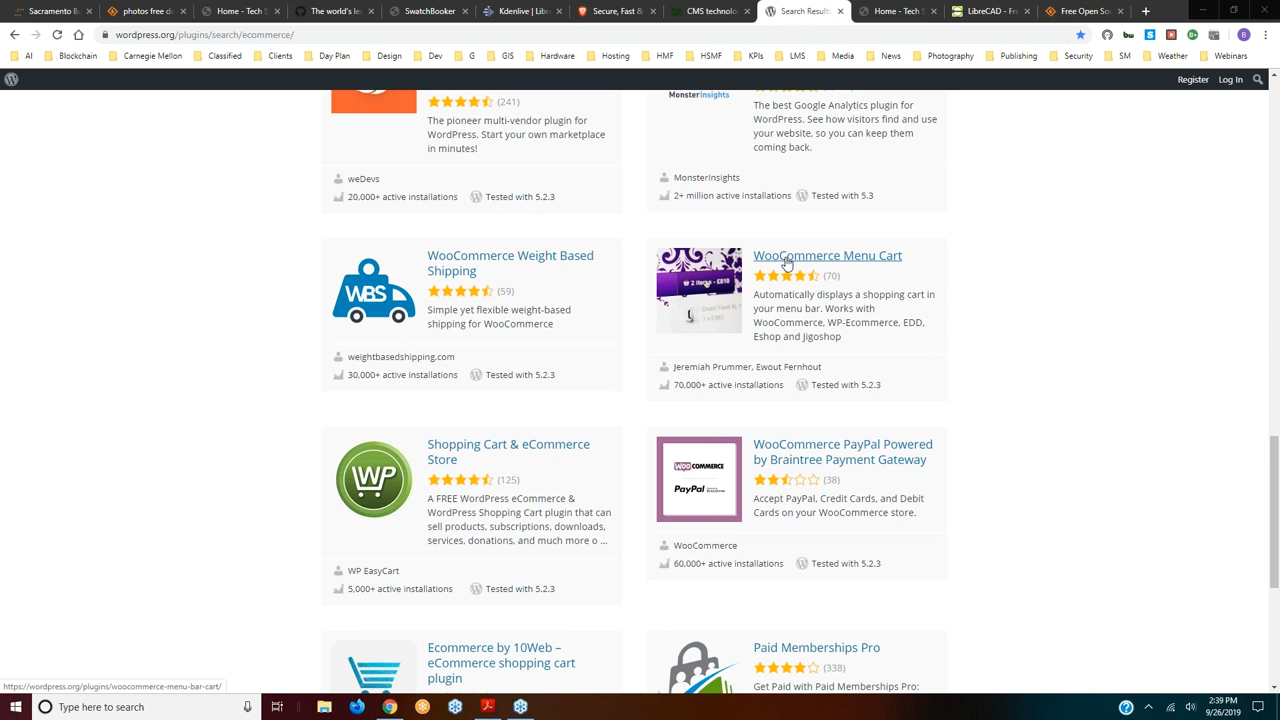 Sacramento Bl
photos free do
Home - Tech S
The world's le
SwatchBooker
Kdenlive | Libr
Secure, Fast &
CMS technolo
Search Result
Home - Tech S
LibreCAD - Fr
Free Open So
wordpress.org/plugins/search/ecommerce/
AI
Blockchain
Carnegie Mellon
Classified
Clients
Day Plan
Design
Dev
G
GIS
Hardware
Hosting
HMF
HSMF
KPIs
LMS
Media
News
Photography
Publishing
Security
SM
Weather
Webinars
Register
Log In
(241)
The pioneer multi-vendor plugin for
WordPress. Start your own marketplace
in minutes!
weDevs
20,000+ active installations
Tested with 5.2.3
MonsterInsights
The best Google Analytics plugin for
WordPress. See how visitors find and use
your website, so you can keep them
coming back.
MonsterInsights
2+ million active installations
Tested with 5.3
WBS
WooCommerce Weight Based
Shipping
(59)
Simple yet flexible weight-based
shipping for WooCommerce
weightbasedshipping.com
30,000+ active installations
Tested with 5.2.3
2 items - £810
WooCommerce Menu Cart
(70)
Automatically displays a shopping cart in
your menu bar. Works with
WooCommerce, WP-Ecommerce, EDD,
Eshop and Jigoshop
Jeremiah Prummer, Ewout Fernhout
70,000+ active installations
Tested with 5.2.3
WP
Shopping Cart & eCommerce
Store
(125)
A FREE WordPress eCommerce &
WordPress Shopping Cart plugin that can
sell products, subscriptions, downloads,
services, donations, and much more o ...
WP EasyCart
5,000+ active installations
Tested with 5.2.3
WOO COMMERCE
PayPal
WooCommerce PayPal Powered
by Braintree Payment Gateway
(38)
Accept PayPal, Credit Cards, and Debit
Cards on your WooCommerce store.
WooCommerce
60,000+ active installations
Tested with 5.2.3
Ecommerce by 10Web –
eCommerce shopping cart
plugin
Paid Memberships Pro
(338)
Get Paid with Paid Memberships Pro:
https://wordpress.org/plugins/woocommerce-menu-bar-cart/
Type here to search
2:39 PM
9/26/2019